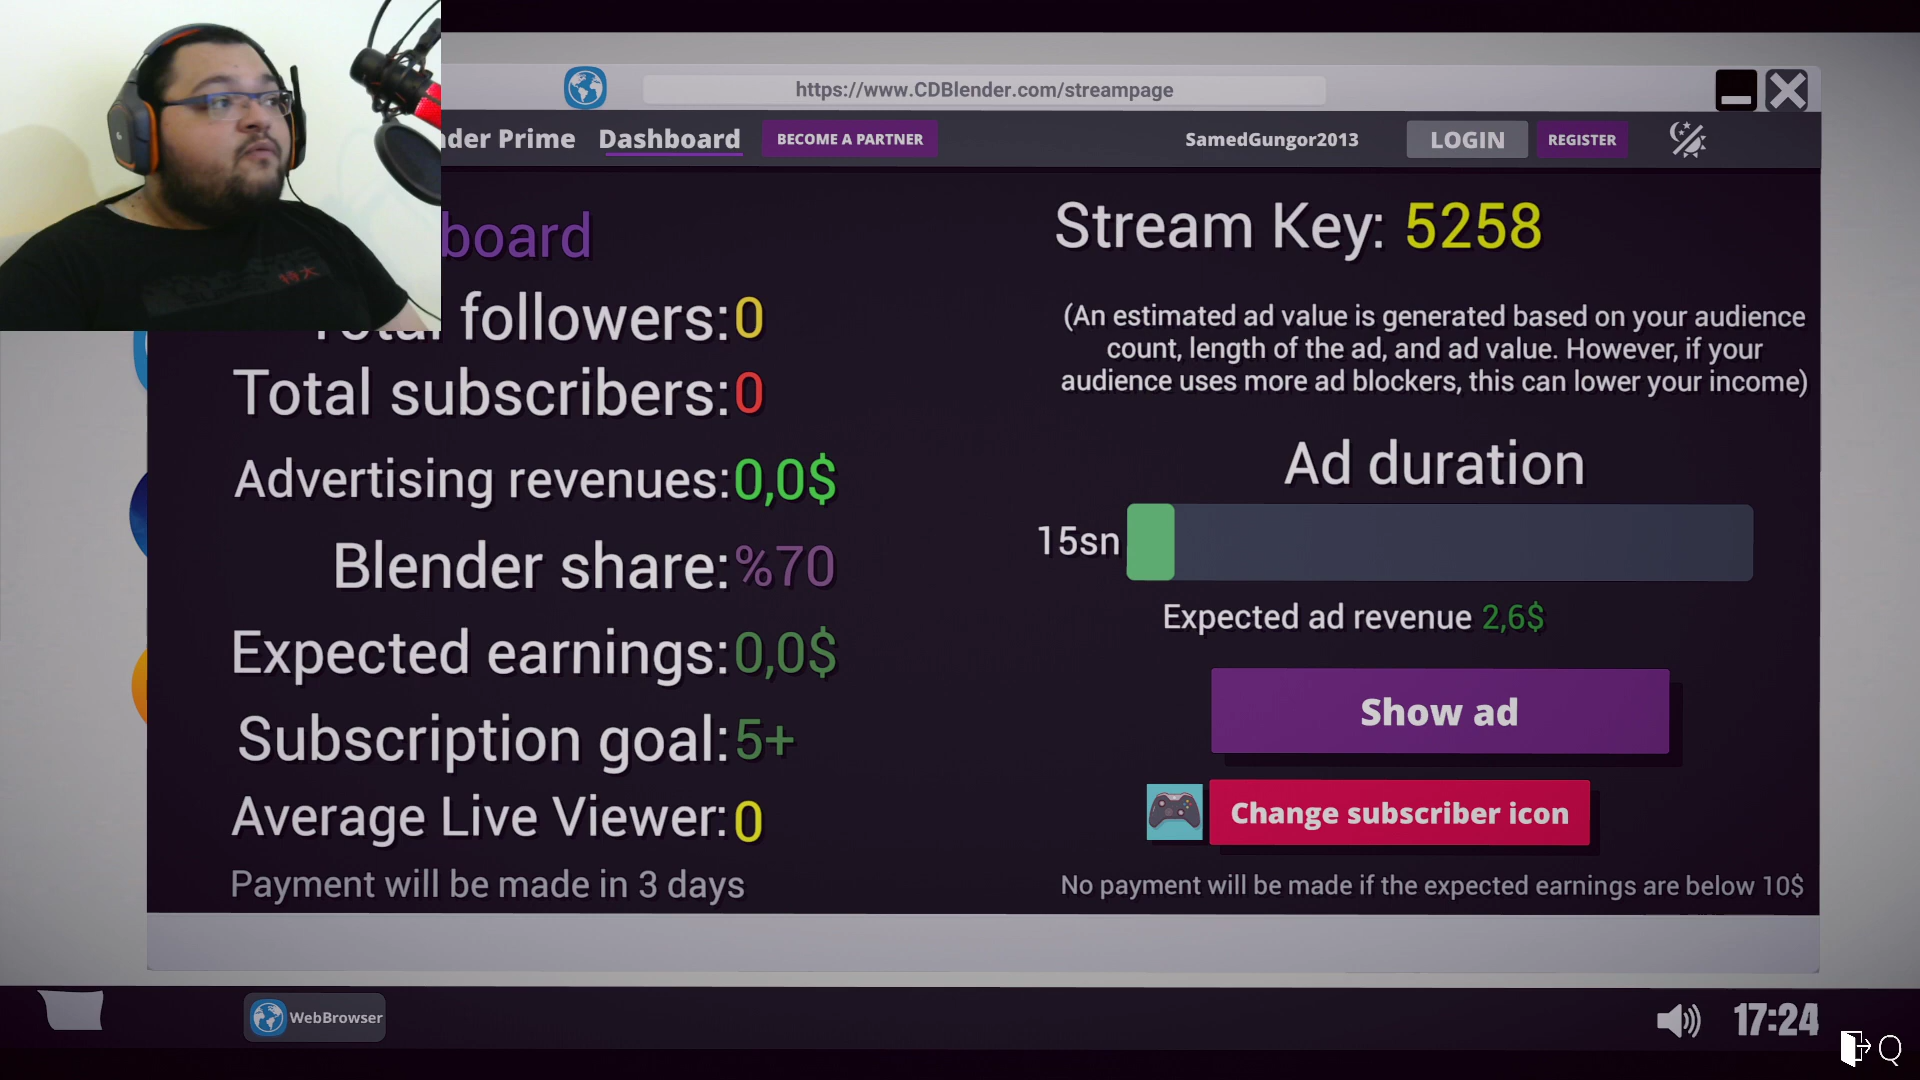 https://www.CDBlender.com/streampage
der Prime Dashboard BECOME A PARTNER SamedGungor2013 LOGIN REGISTER
board
Total followers:0
Total subscribers:0
Advertising revenues:0,0$
Blender share:%70
Expected earnings:0,0$
Subscription goal:5+
Average Live Viewer:0
Payment will be made in 3 days
Stream Key: 5258
(An estimated ad value is generated based on your audience
count, length of the ad, and ad value. However, if your
audience uses more ad blockers, this can lower your income)
Ad duration
15sn
Expected ad revenue 2,6$
Show ad
Change subscriber icon
No payment will be made if the expected earnings are below 10$
WebBrowser
17:24
Q